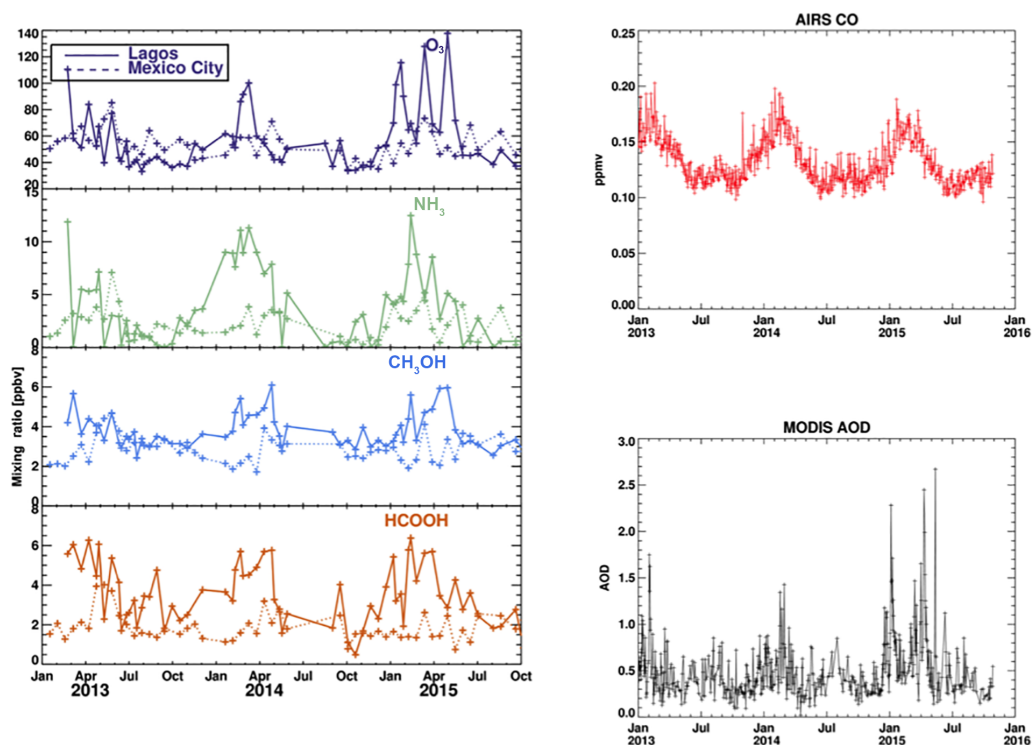 O3
Lagos
Mexico City
140
120
100
80
60
40
20
NH3
15
10
5
0
CH3OH
8
6
4
2
0
HCOOH
8
6
4
2
0
Mixing ratio [ppbv]
Jan Apr Jul Oct Jan Apr Jul Oct Jan Apr Jul Oct
2013 2014 2015
AIRS CO
0.25
0.20
0.15
0.10
0.05
0.00
ppmv
Jan Jul Jan Jul Jan Jul Jan
2013 2014 2015 2016
MODIS AOD
3.0
2.5
2.0
1.5
1.0
0.5
0.0
AOD
Jan Jul Jan Jul Jan Jul Jan
2013 2014 2015 2016